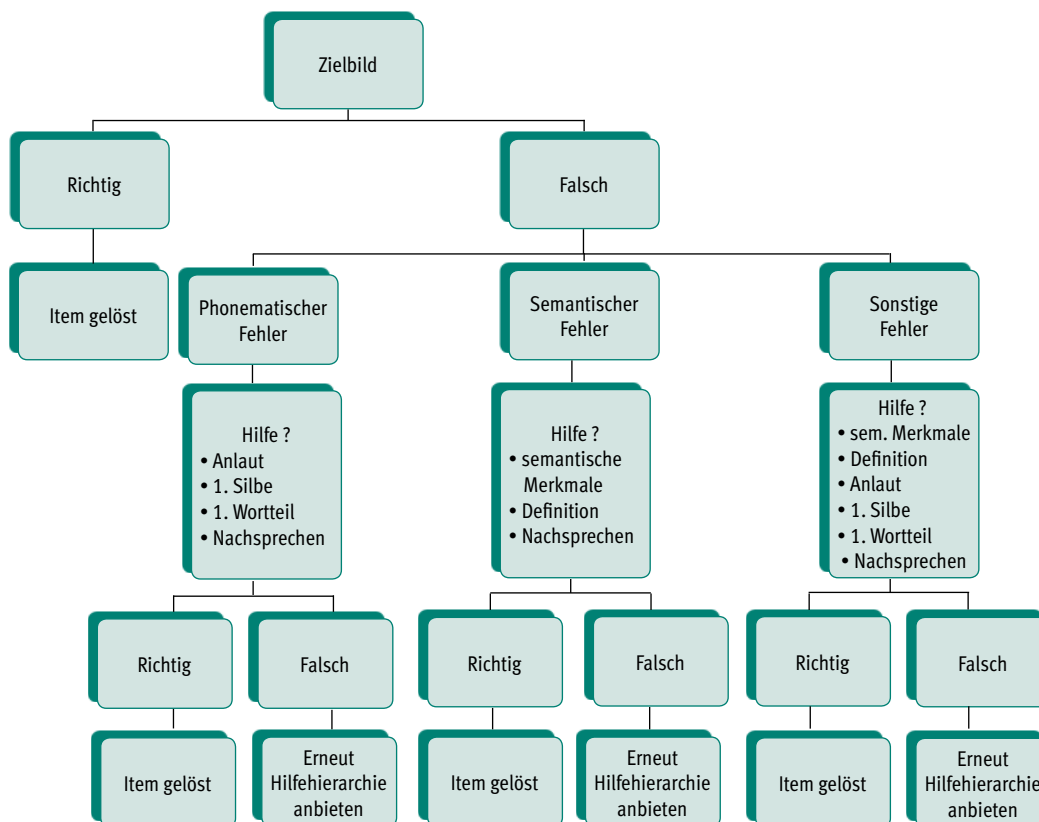 Zielbild
Richtig
Falsch
Item gelöst
Phonematischer
Fehler
Semantischer
Fehler
Sonstige
Fehler
Hilfe ?
• Anlaut
• 1. Silbe
• 1. Wortteil
• Nachsprechen
Hilfe ?
• semantische
Merkmale
• Definition
• Nachsprechen
Hilfe ?
• sem. Merkmale
• Definition
• Anlaut
• 1. Silbe
• 1. Wortteil
• Nachsprechen
Richtig
Falsch
Richtig
Falsch
Richtig
Falsch
Item gelöst
Erneut
Hilfehierarchie
anbieten
Item gelöst
Erneut
Hilfehierarchie
anbieten
Item gelöst
Erneut
Hilfehierarchie
anbieten